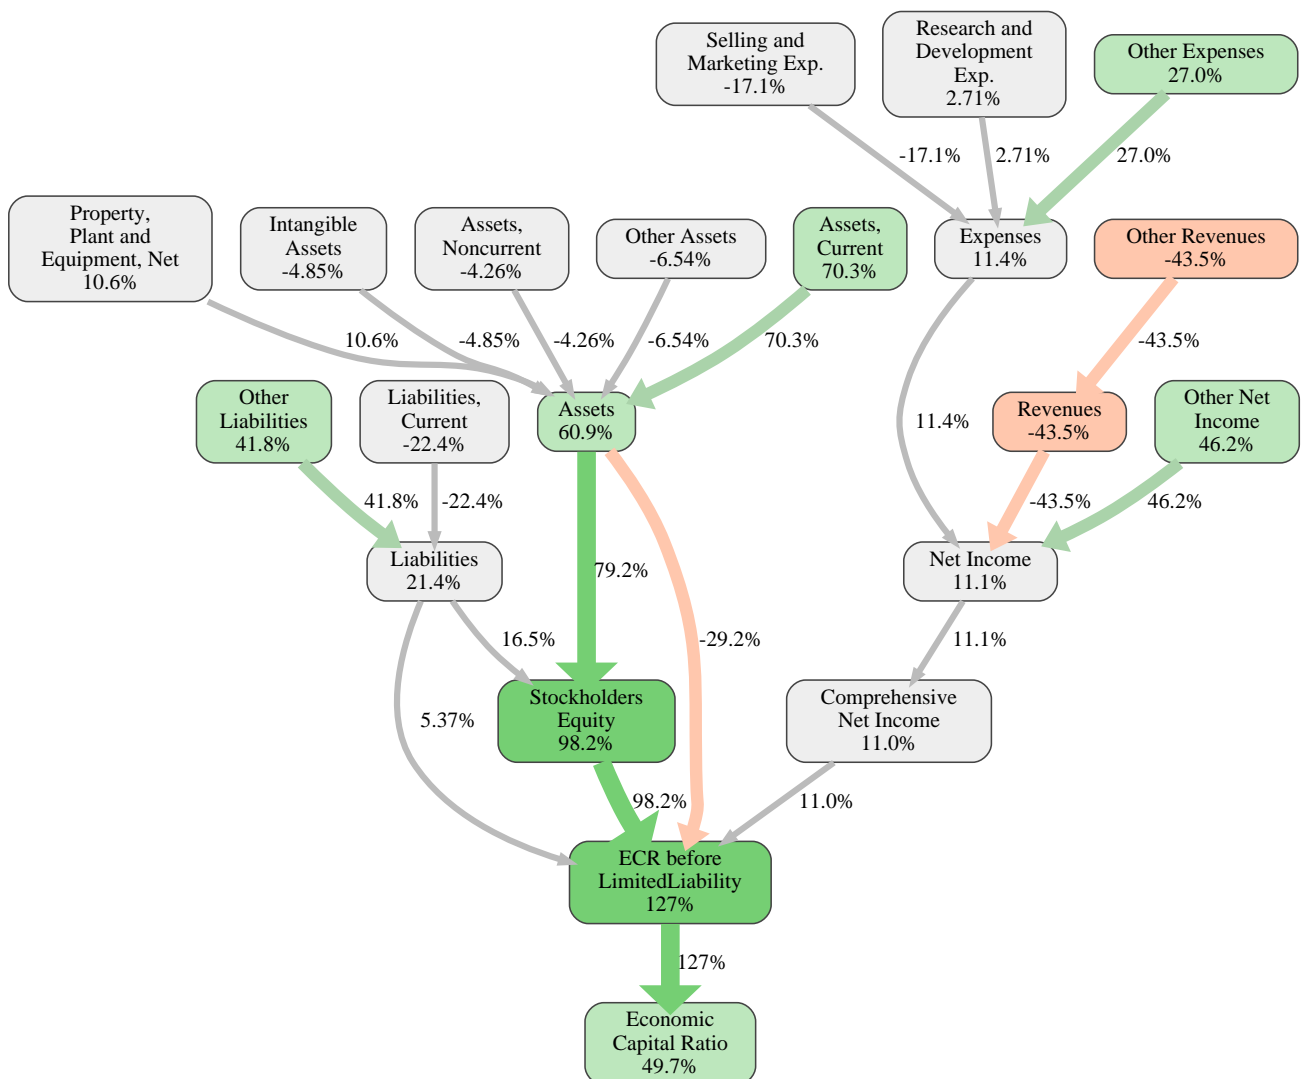 Selling and
Marketing Exp.
-17.1%
Research and
Development
Exp.
2.71%
Other Expenses
27.0%
-17.1%
2.71%
27.0%
Property,
Plant and
Equipment, Net
10.6%
Intangible
Assets
-4.85%
Assets,
Noncurrent
-4.26%
Other Assets
-6.54%
Assets,
Current
70.3%
Expenses
11.4%
Other Revenues
-43.5%
10.6%
-4.85%
-4.26%
-6.54%
70.3%
-43.5%
Other
Liabilities
41.8%
Liabilities,
Current
-22.4%
Assets
60.9%
11.4%
Revenues
-43.5%
Other Net
Income
46.2%
41.8%
-22.4%
-43.5%
46.2%
Liabilities
21.4%
79.2%
Net Income
11.1%
16.5%
-29.2%
11.1%
5.37%
Stockholders
Equity
98.2%
Comprehensive
Net Income
11.0%
98.2%
11.0%
ECR before
LimitedLiability
127%
127%
Economic
Capital Ratio
49.7%